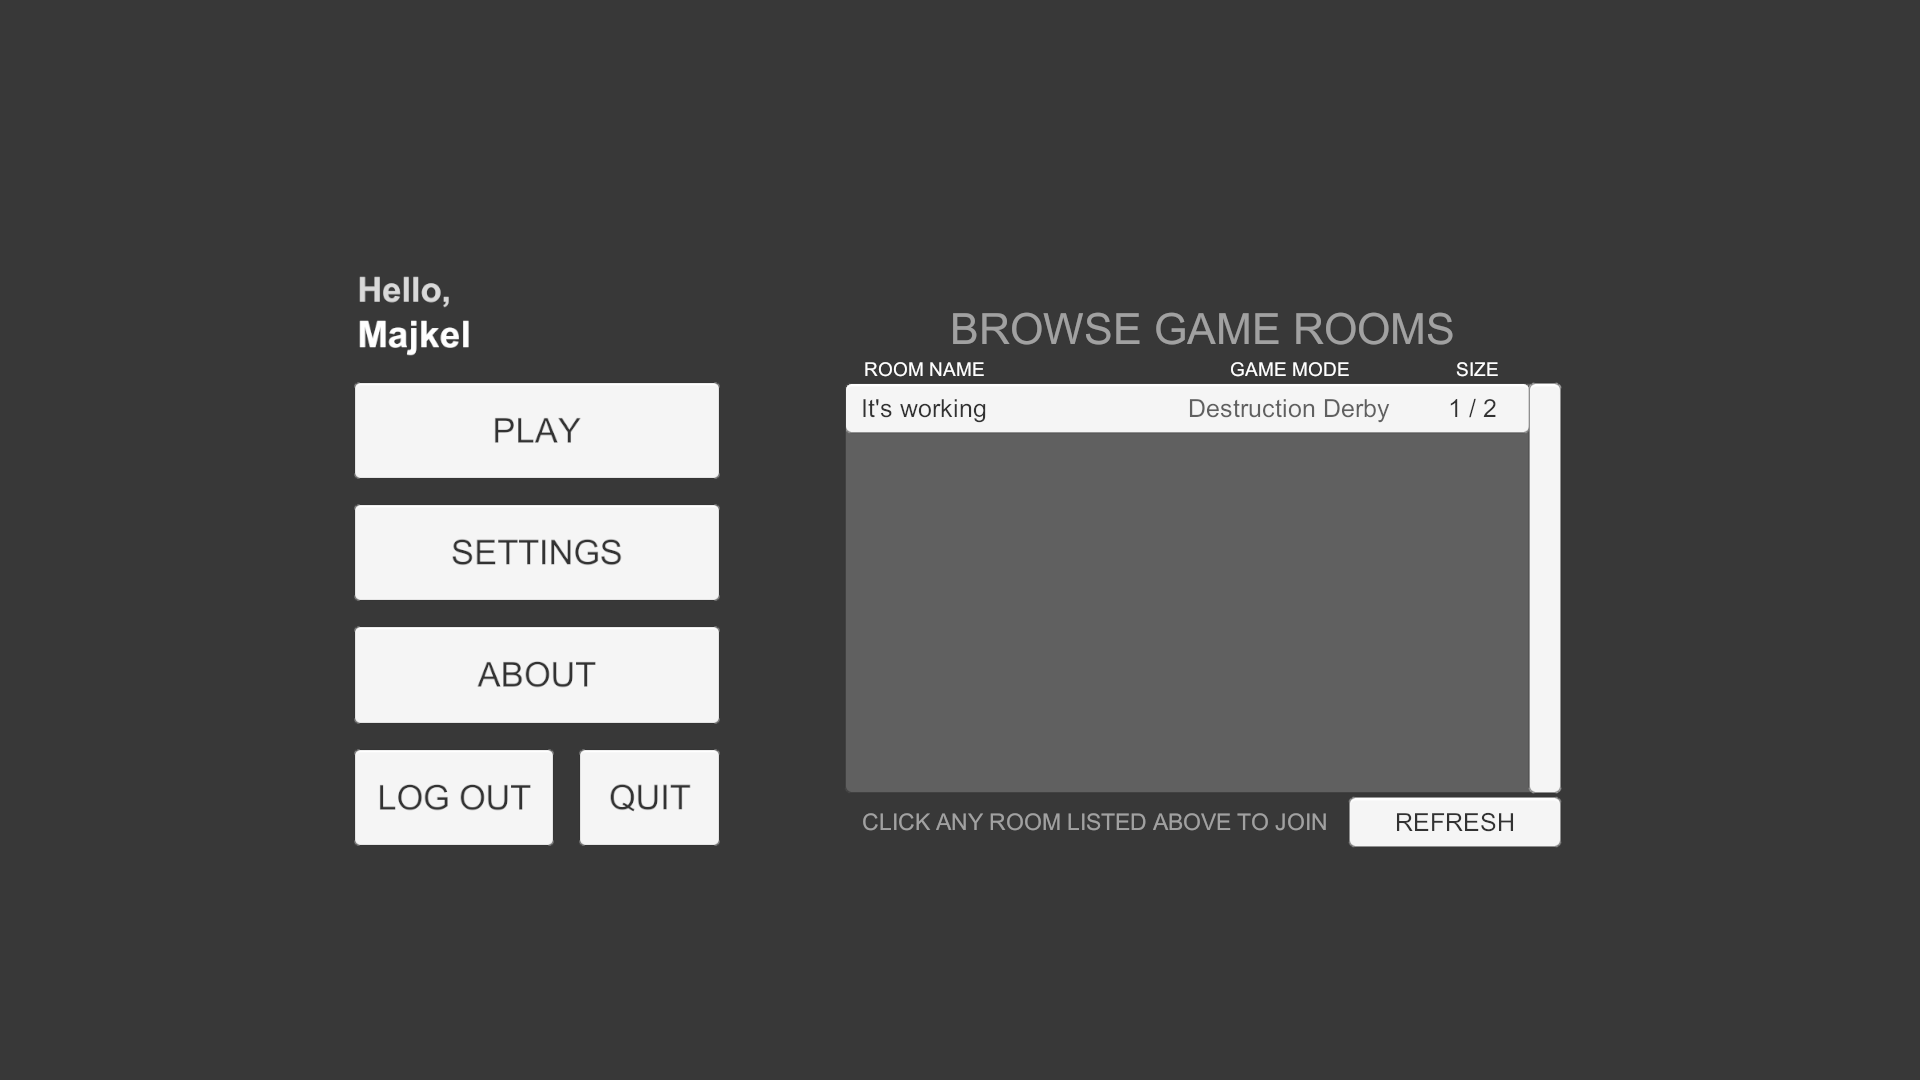 Hello,
Majkel
PLAY
SETTINGS
ABOUT
LOG OUT
QUIT
BROWSE GAME ROOMS
ROOM NAME GAME MODE SIZE
It's working Destruction Derby 1 / 2
CLICK ANY ROOM LISTED ABOVE TO JOIN
REFRESH